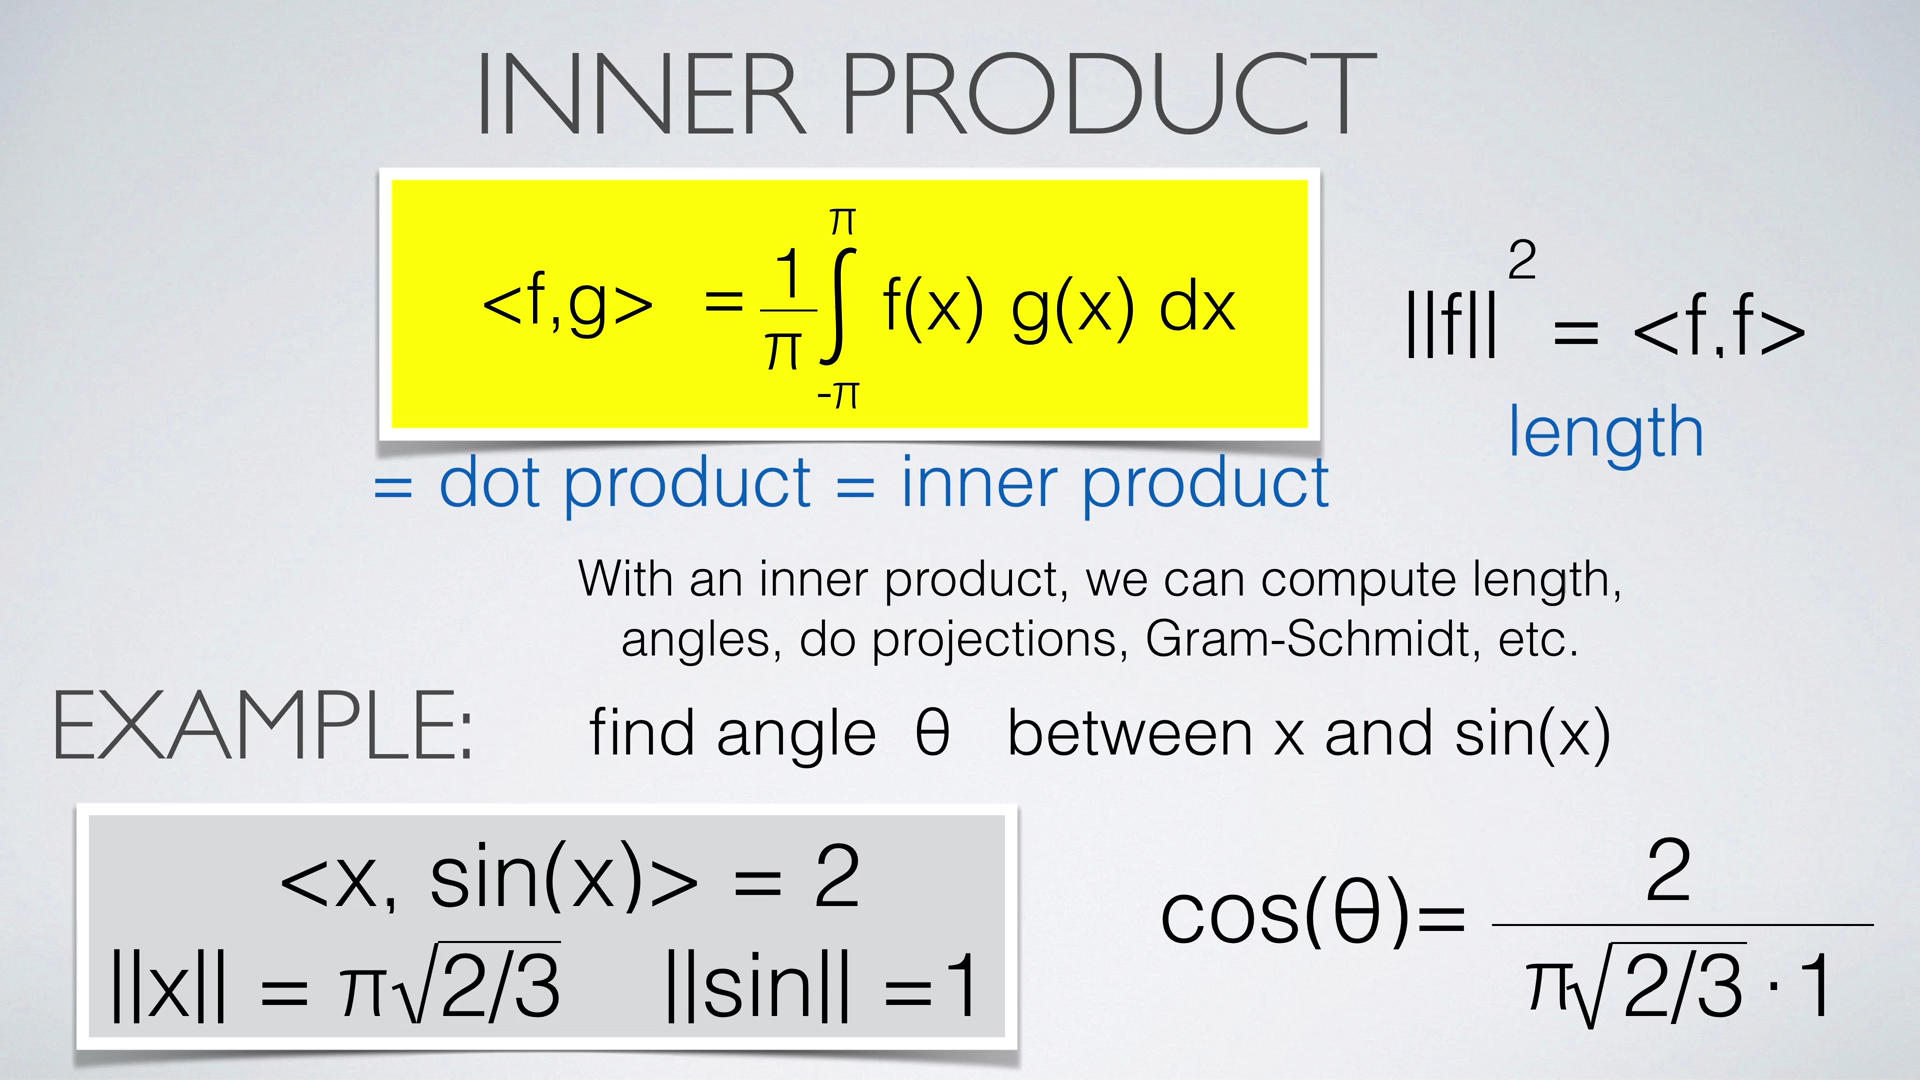 INNER PRODUCT
<f,g> = 1/π ∫ from -π to π f(x) g(x) dx
||f||² = <f,f>
length
= dot product = inner product
With an inner product, we can compute length,
angles, do projections, Gram-Schmidt, etc.
EXAMPLE: find angle θ between x and sin(x)
<x, sin(x)> = 2
||x|| = π√2/3 ||sin|| =1
cos(θ)= 2 / π√2/3 · 1